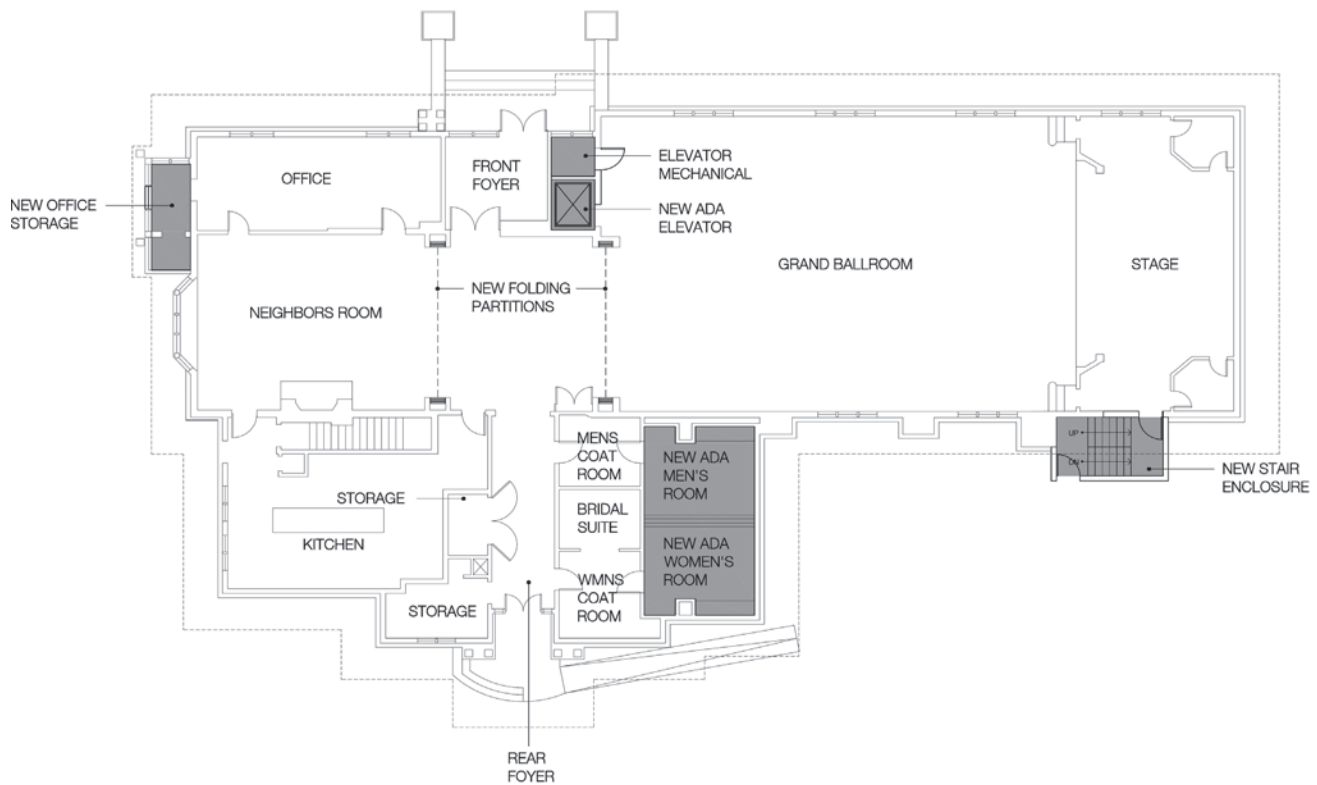 OFFICE
FRONT
FOYER
ELEVATOR
MECHANICAL
NEW OFFICE
STORAGE
NEW ADA
ELEVATOR
GRAND BALLROOM
STAGE
NEW FOLDING
PARTITIONS
NEIGHBORS ROOM
MENS
COAT
ROOM
NEW ADA
MEN'S
ROOM
UP
DN
NEW STAIR
ENCLOSURE
STORAGE
BRIDAL
SUITE
KITCHEN
NEW ADA
WOMEN'S
ROOM
WMNS
COAT
ROOM
STORAGE
REAR
FOYER